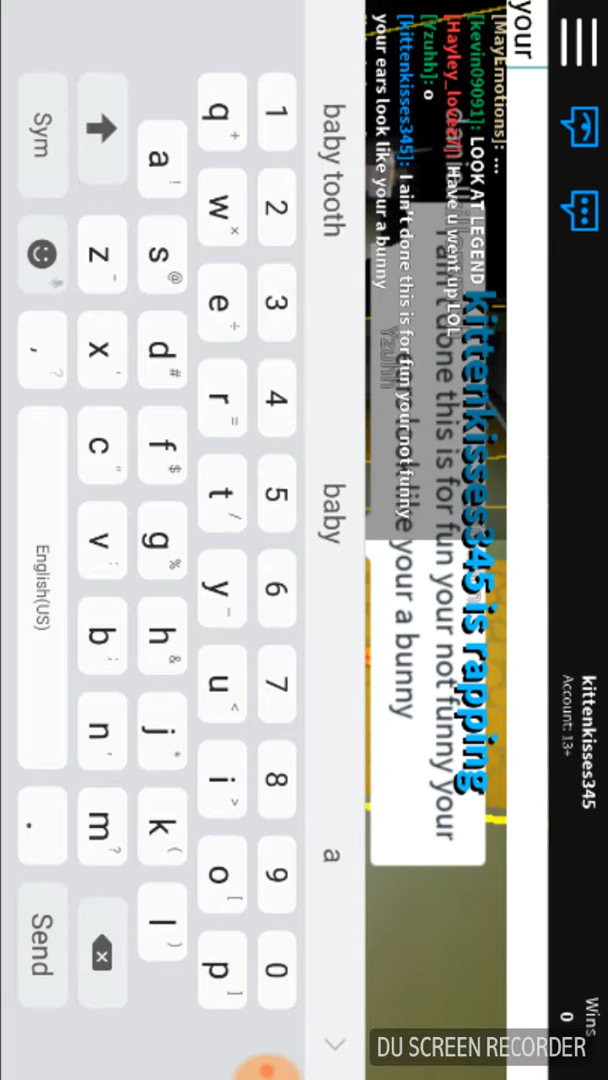 kittenkisses345
Account: 13+
Wins
0
your
[MayEmotions]: ...
[kevin09091]: LOOK AT LEGEND
Have u went up LOL
[Yzuhh]: o
[kittenkisses345]: I ain't done this is for fun your not funny
your ears look like your a bunny
kittenkisses345 is rapping
I ain't done this is for fun your not funny your
like your a bunny
Yzuhh
baby tooth baby a
1 2 3 4 5 6 7 8 9 0
q + w × e ÷ r = t / y _ u < i > o [ p ]
a ! s @ d # f $ g % h & j * k ( l )
z - x ' c " v : b ; n , m ?
Sym , ? English(US) . Send
DU SCREEN RECORDER